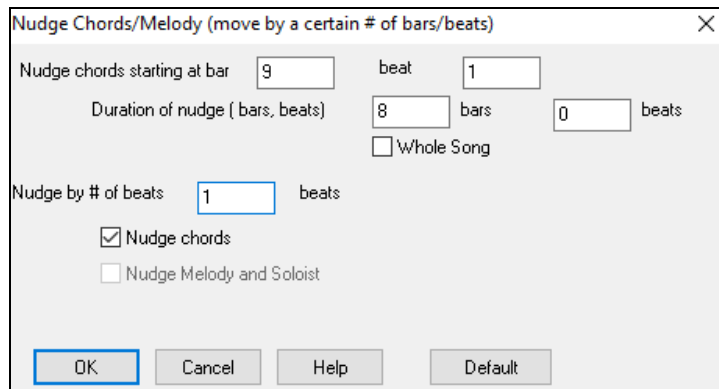 Nudge Chords/Melody (move by a certain # of bars/beats)
Nudge chords starting at bar 9 beat 1
Duration of nudge ( bars, beats) 8 bars 0 beats
Whole Song
Nudge by # of beats 1 beats
Nudge chords
Nudge Melody and Soloist
OK Cancel Help Default